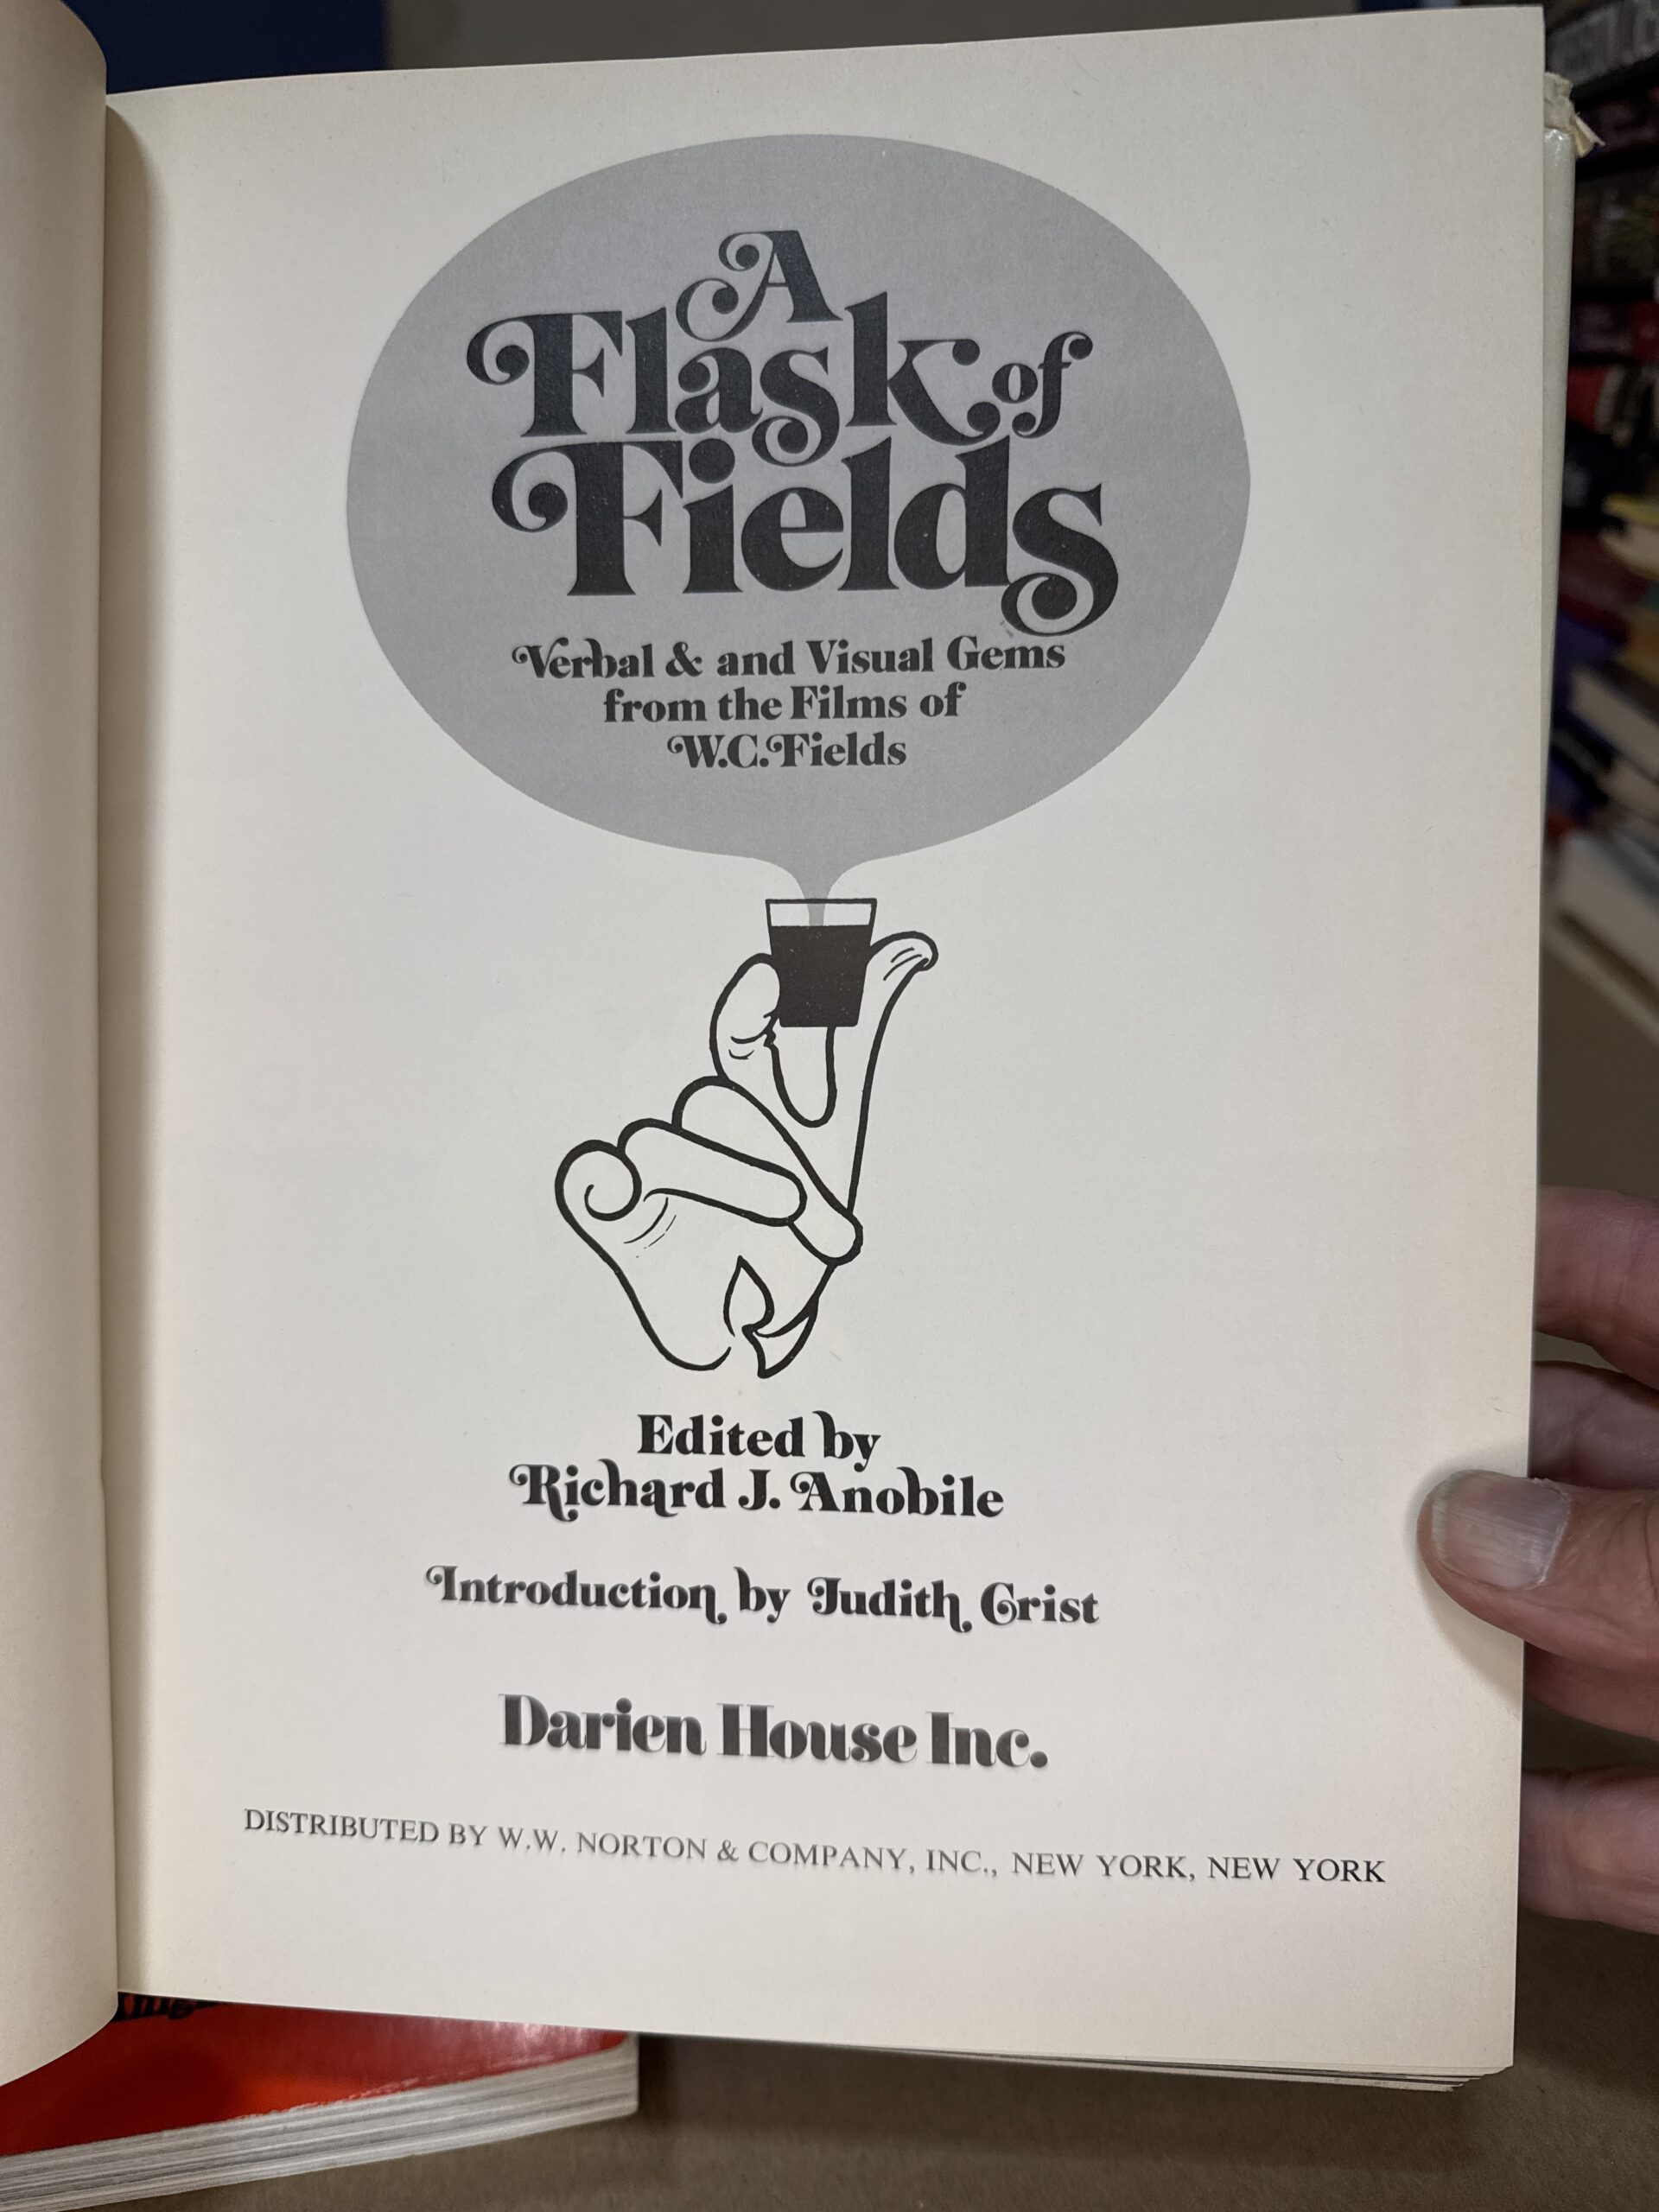 A
Flask of
Fields
Verbal & and Visual Gems
from the Films of
W.C.Fields
Edited by
Richard J. Anobile
Introduction by Judith Crist
Darien House Inc.
DISTRIBUTED BY W.W. NORTON & COMPANY, INC., NEW YORK, NEW YORK